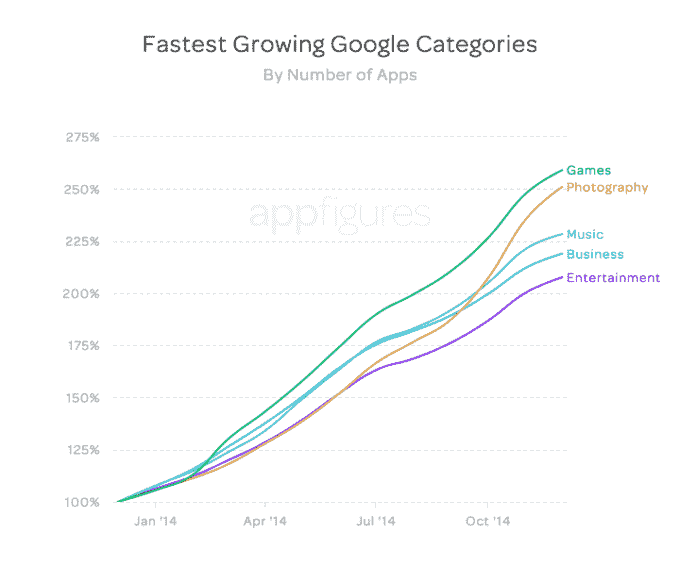 Fastest Growing Google Categories
By Number of Apps
275%
250%
225%
200%
175%
150%
125%
100%
appfigures
Games
Photography
Music
Business
Entertainment
Jan '14
Apr '14
Jul '14
Oct '14